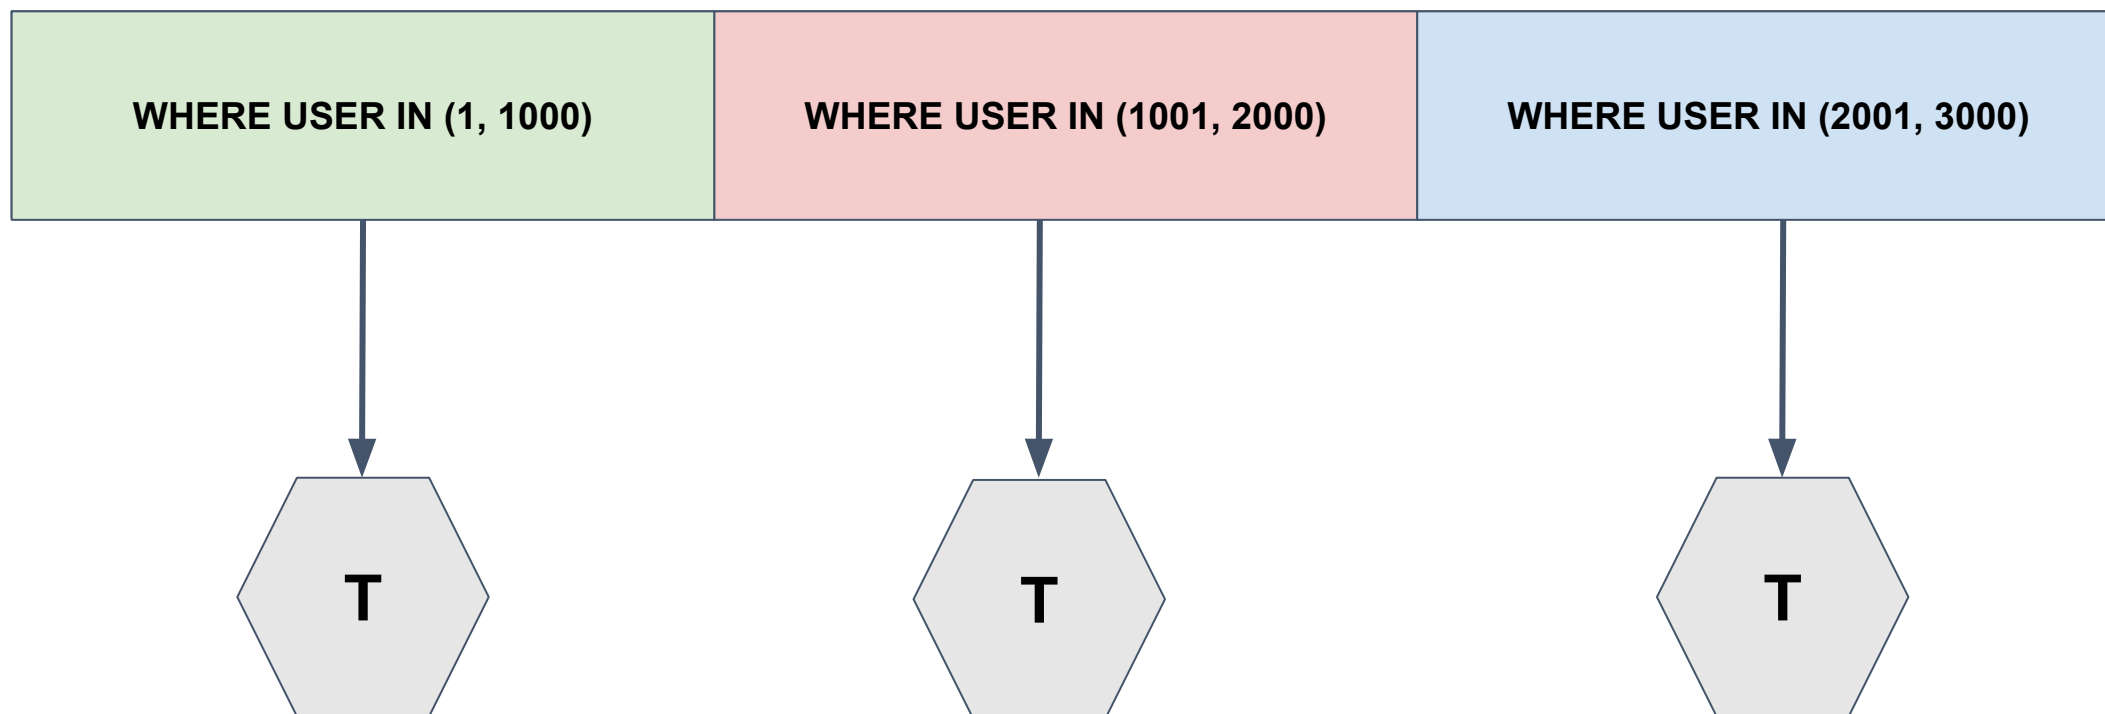 WHERE USER IN (1, 1000)
WHERE USER IN (1001, 2000)
WHERE USER IN (2001, 3000)
T
T
T